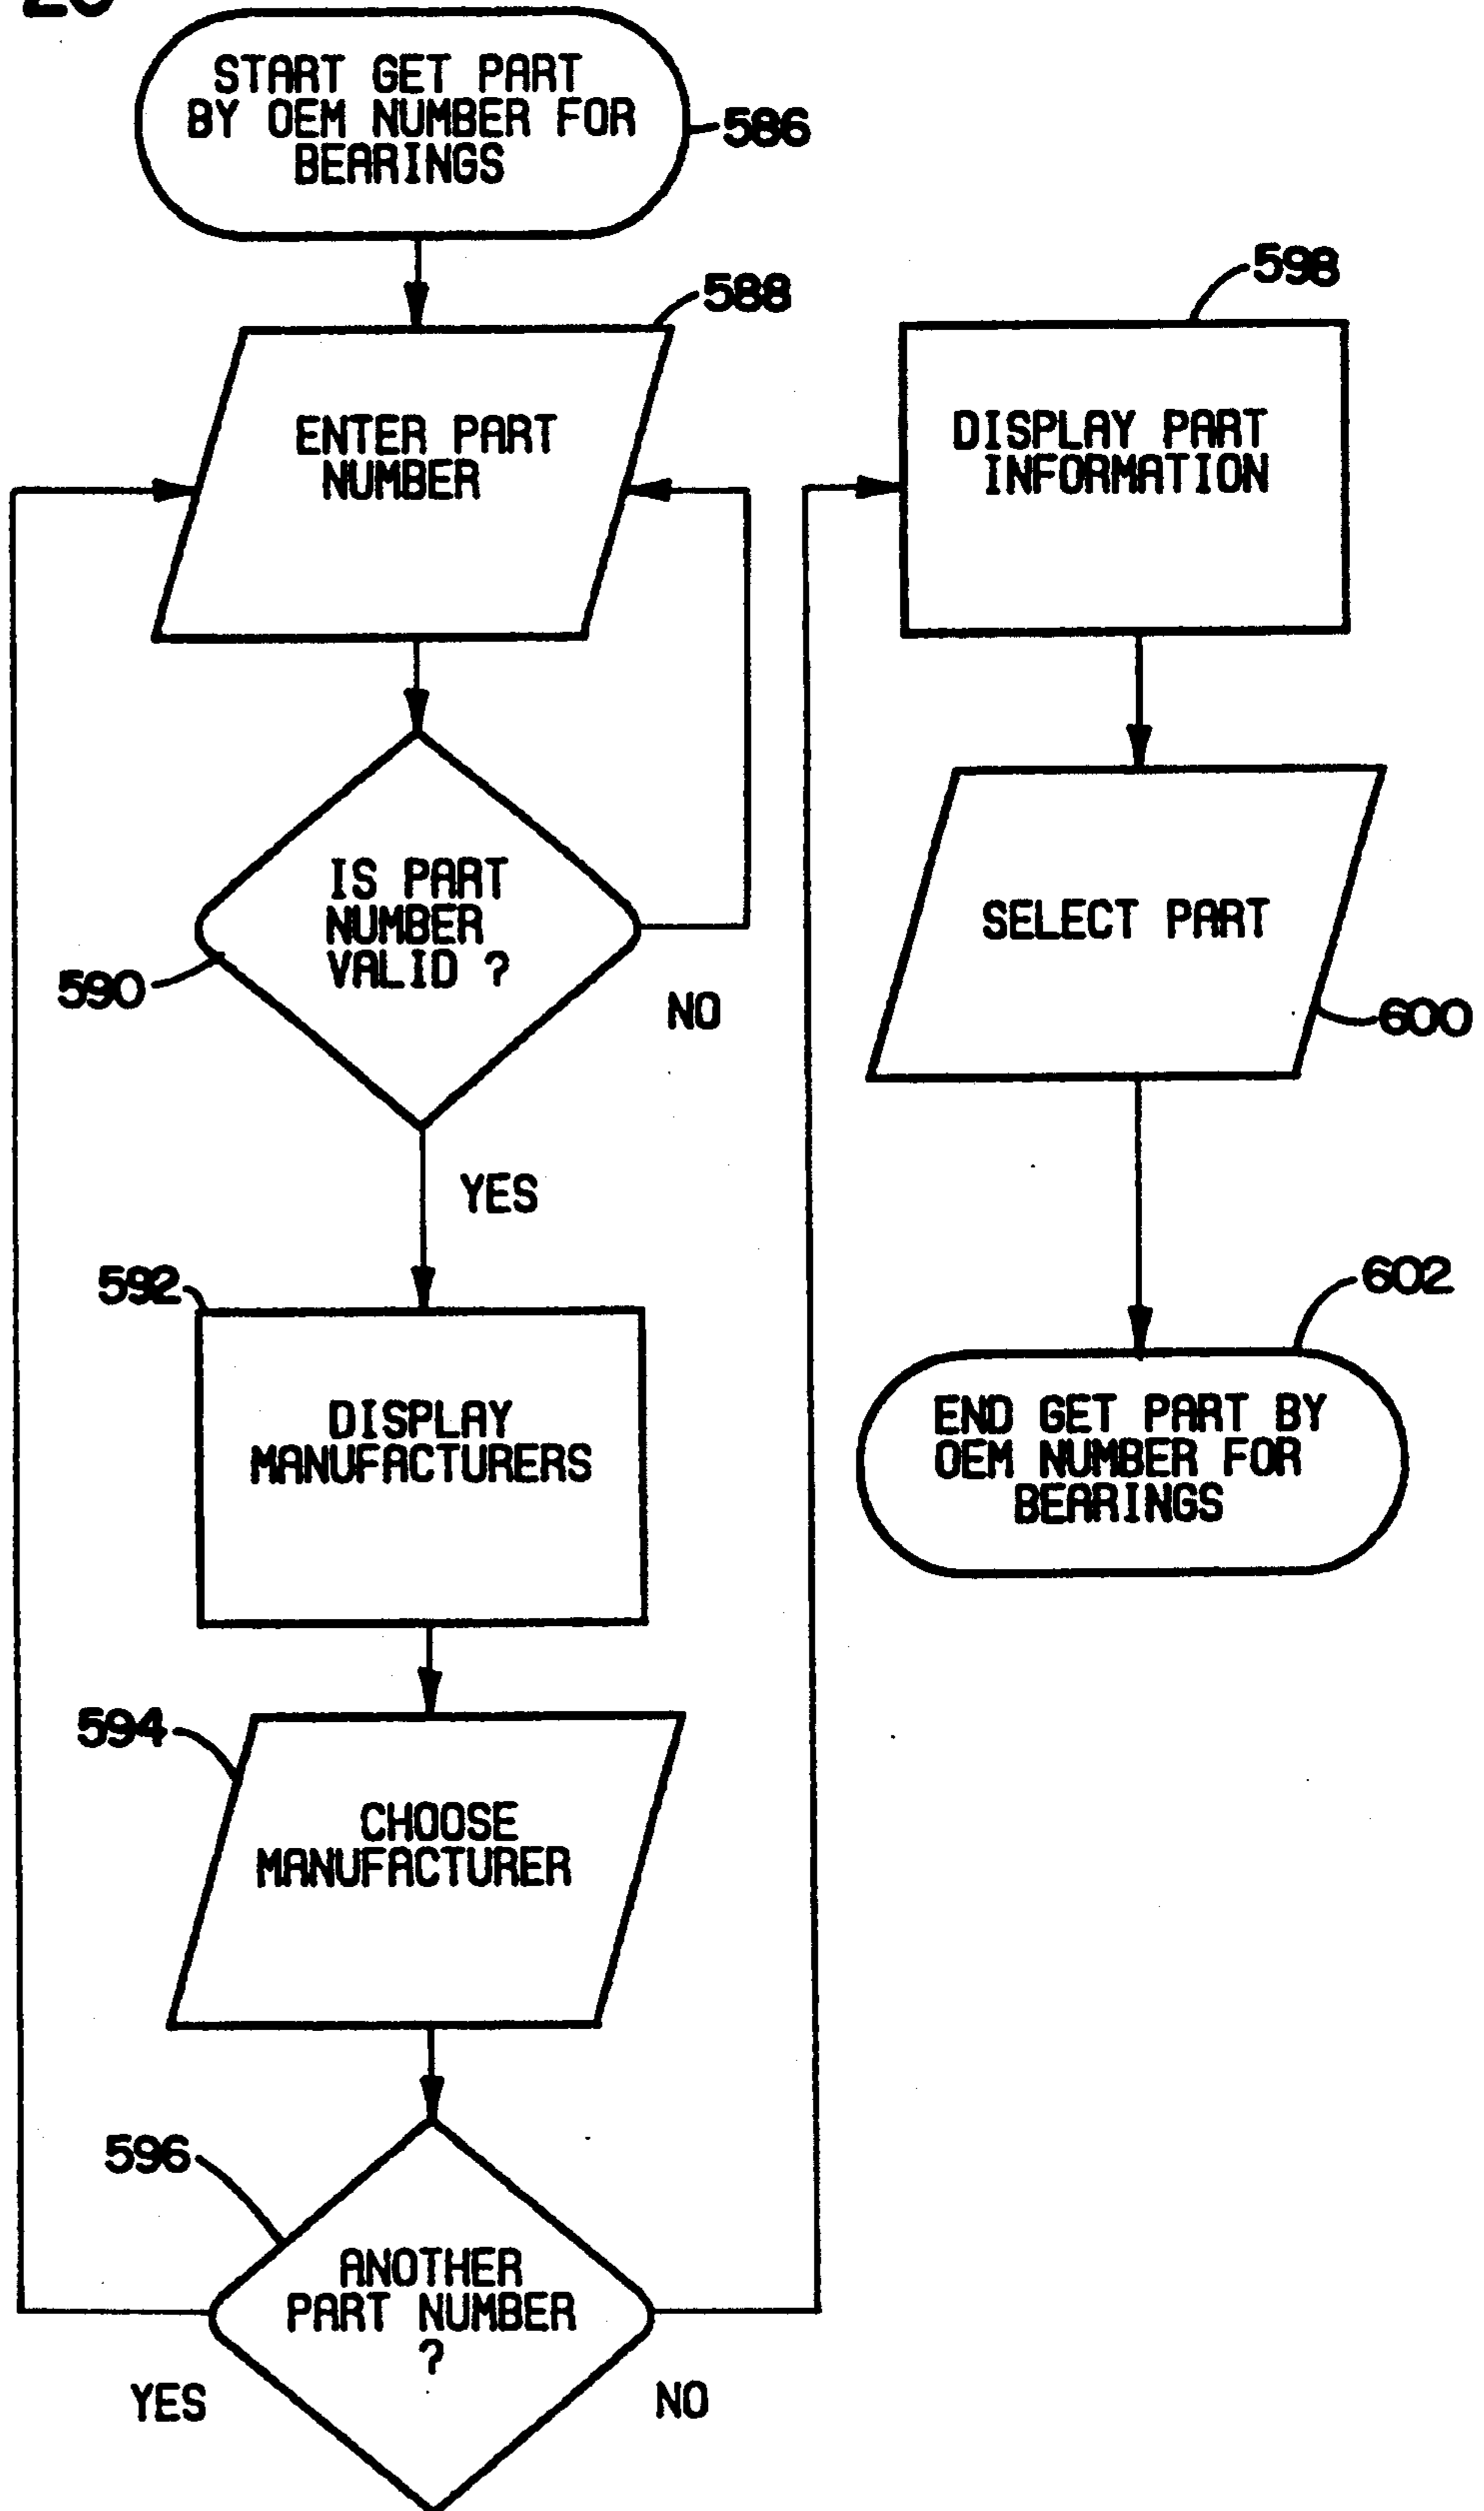 START GET PART
BY OEM NUMBER FOR
BEARINGS
586
588
ENTER PART
NUMBER
IS PART
NUMBER
VALID ?
590
NO
YES
592
DISPLAY
MANUFACTURERS
594
CHOOSE
MANUFACTURER
596
ANOTHER
PART NUMBER
?
YES
NO
598
DISPLAY PART
INFORMATION
SELECT PART
600
602
END GET PART BY
OEM NUMBER FOR
BEARINGS